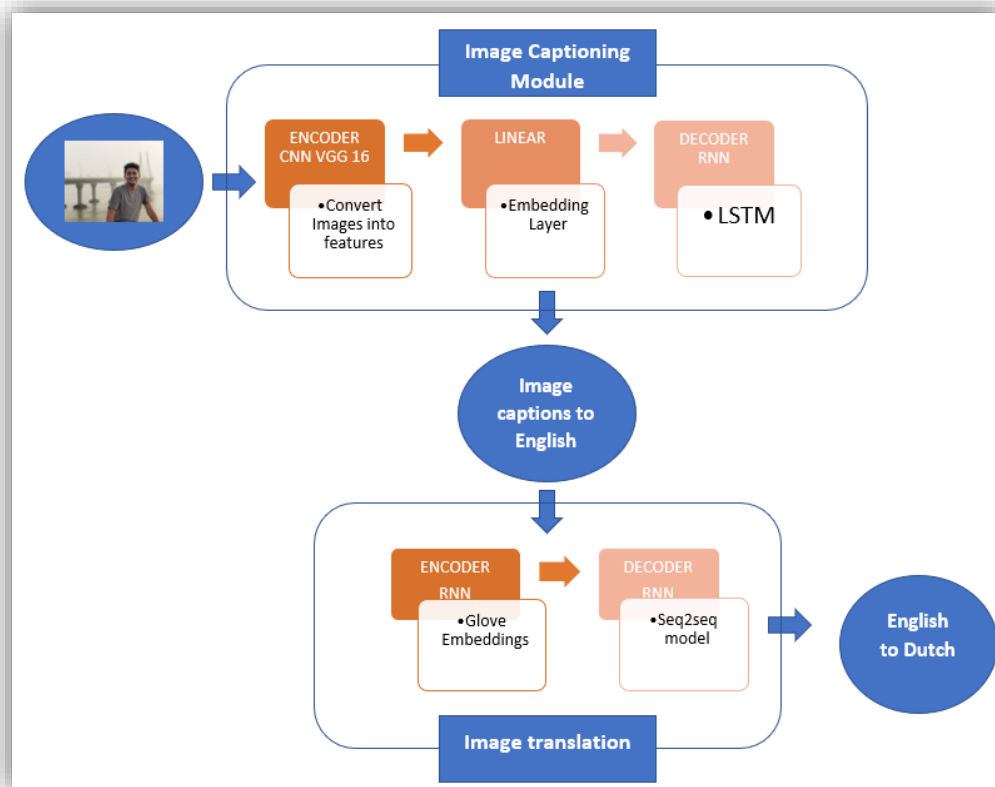 Image Captioning
Module
ENCODER
CNN VGG 16
•Convert
Images into
features
LINEAR
•Embedding
Layer
DECODER
RNN
•LSTM
Image
captions to
English
ENCODER
RNN
•Glove
Embeddings
DECODER
RNN
•Seq2seq
model
English
to Dutch
Image translation